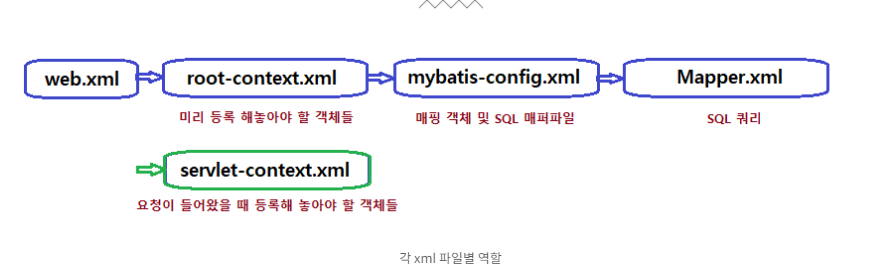 web.xml
root-context.xml
mybatis-config.xml
Mapper.xml
미리 등록 해놓아야 할 객체들
매핑 객체 및 SQL 매퍼파일
SQL 쿼리
servlet-context.xml
요청이 들어왔을 때 등록해 놓아야 할 객체들
각 xml 파일별 역할